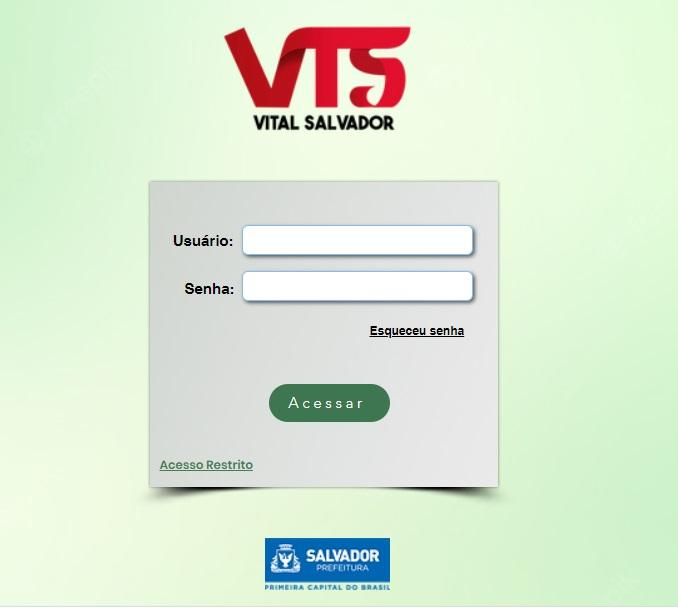 VTS
VITAL SALVADOR
Usuário:
Senha:
Esqueceu senha
Acessar
Acesso Restrito
SALVADOR
PREFEITURA
PRIMEIRA CAPITAL DO BRASIL